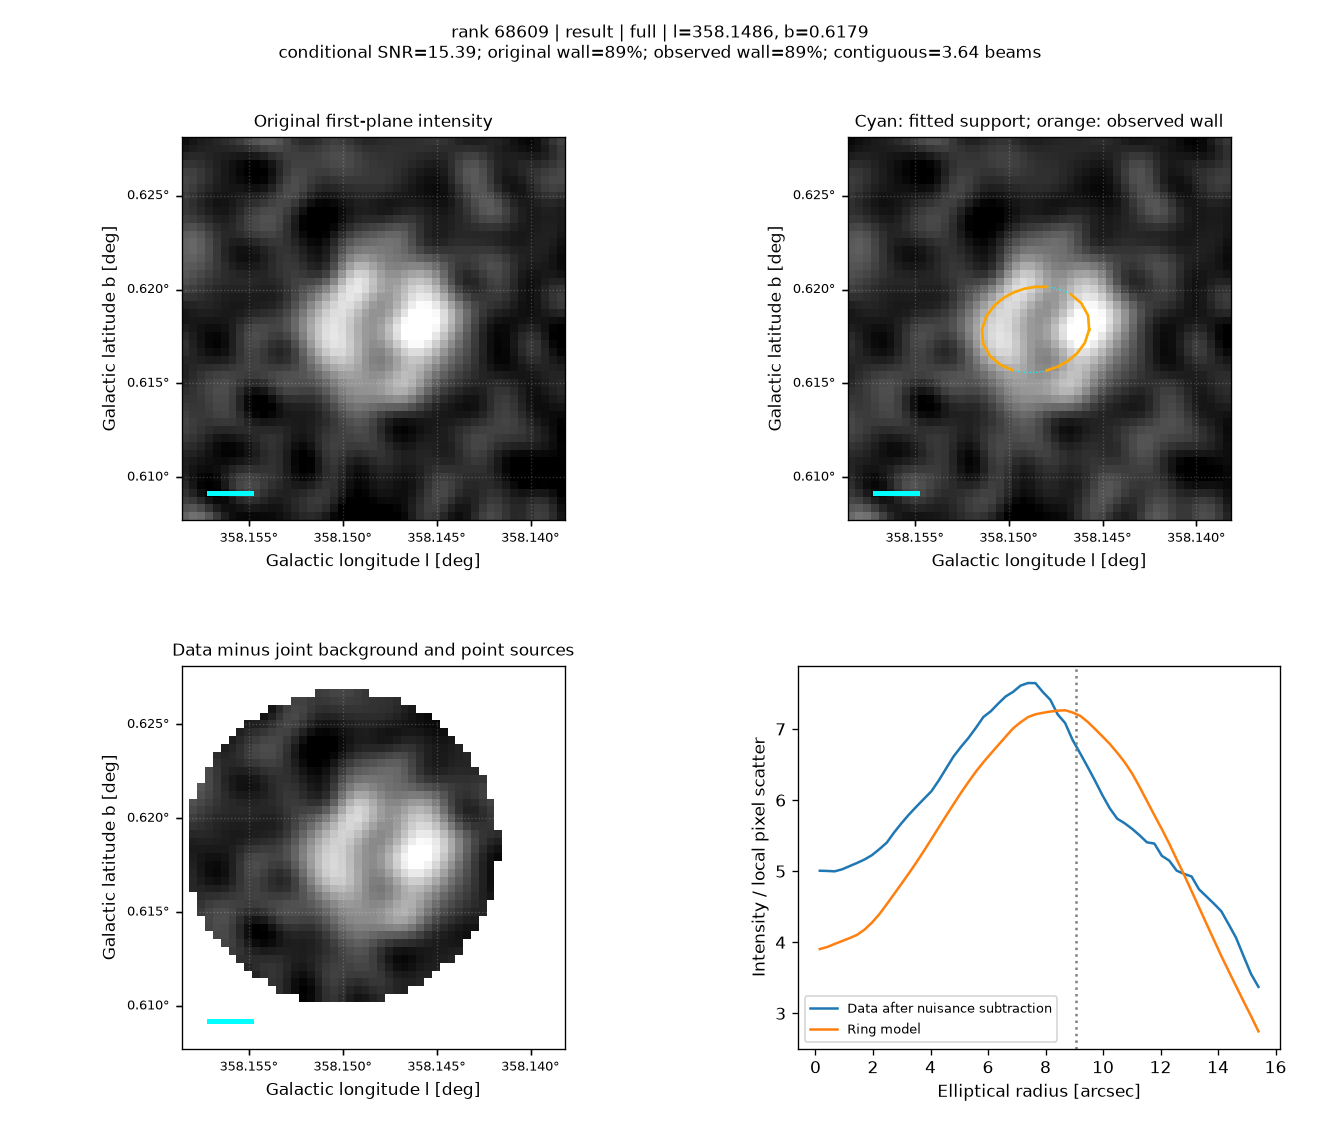 rank 68609 | result | full | l=358.1486, b=0.6179
conditional SNR=15.39; original wall=89%; observed wall=89%; contiguous=3.64 beams
Original first-plane intensity
0.625°
0.620°
0.615°
0.610°
Galactic latitude b [deg]
358.155° 358.150° 358.145° 358.140°
Galactic longitude l [deg]
Cyan: fitted support; orange: observed wall
0.625°
0.620°
0.615°
0.610°
Galactic latitude b [deg]
358.155° 358.150° 358.145° 358.140°
Galactic longitude l [deg]
Data minus joint background and point sources
0.625°
0.620°
0.615°
0.610°
Galactic latitude b [deg]
358.155° 358.150° 358.145° 358.140°
Galactic longitude l [deg]
7
6
5
4
3
Intensity / local pixel scatter
Data after nuisance subtraction
Ring model
0 2 4 6 8 10 12 14 16
Elliptical radius [arcsec]